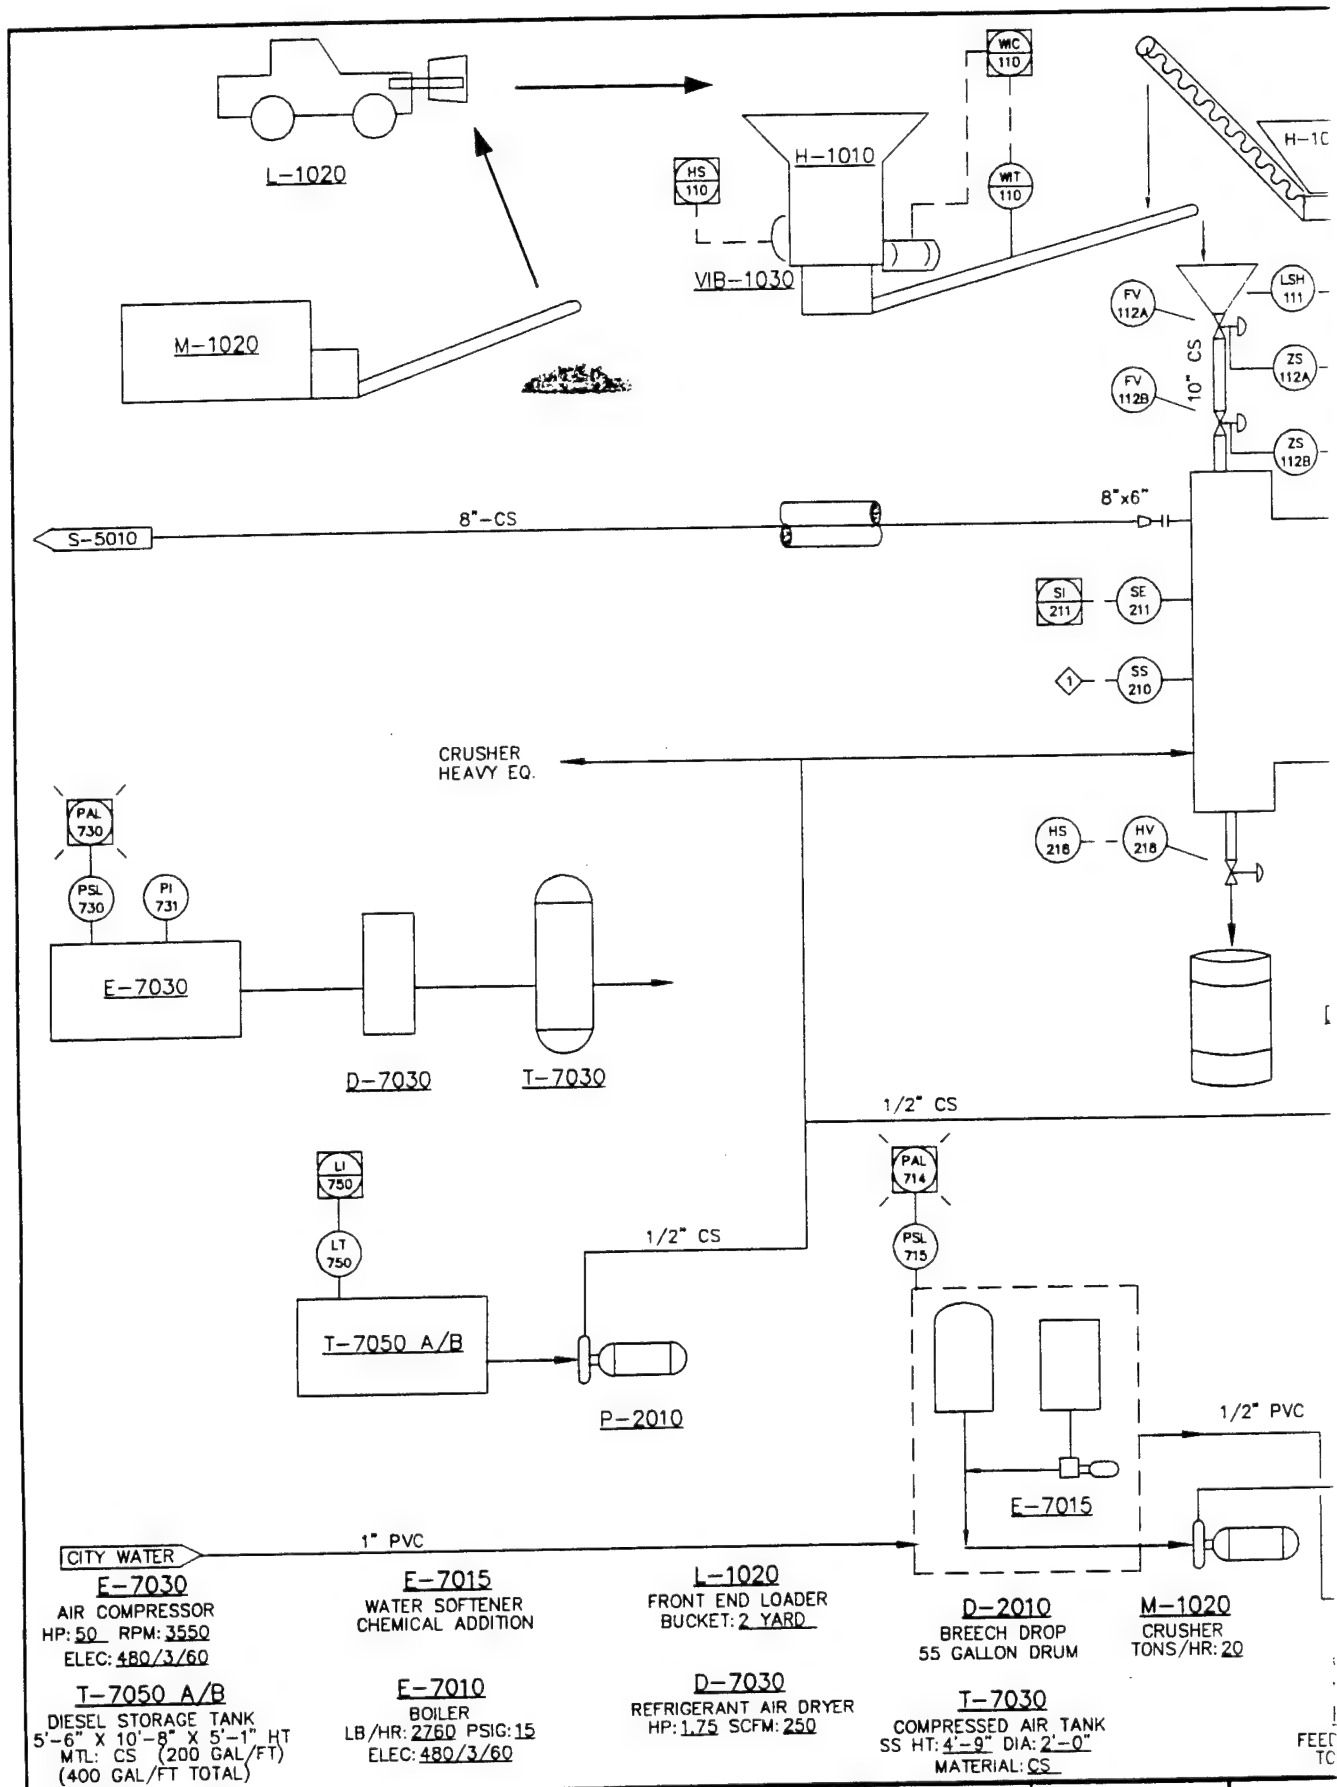 WIC
110
H-1010
H-10
HS
110
WIT
110
L-1020
VIB-1030
LSH
111
FV
112A
M-1020
10" CS
ZS
112A
FV
112B
ZS
112B
8"x6"
8"-CS
S-5010
SI
211
SE
211
1
SS
210
CRUSHER
HEAVY EQ.
PAL
730
HS
218
HV
218
PSL
730
PI
731
E-7030
D-7030
T-7030
1/2" CS
LI
750
PAL
714
LT
750
1/2" CS
PSL
715
T-7050 A/B
P-2010
1/2" PVC
E-7015
1" PVC
CITY WATER
E-7030
AIR COMPRESSOR
HP: 50 RPM: 3550
ELEC: 480/3/60
E-7015
WATER SOFTENER
CHEMICAL ADDITION
L-1020
FRONT END LOADER
BUCKET: 2 YARD
D-2010
BREECH DROP
55 GALLON DRUM
M-1020
CRUSHER
TONS/HR: 20
T-7050 A/B
DIESEL STORAGE TANK
5'-6" X 10'-8" X 5'-1" HT
MTL: CS (200 GAL/FT)
(400 GAL/FT TOTAL)
E-7010
BOILER
LB/HR: 2760 PSIG: 15
ELEC: 480/3/60
D-7030
REFRIGERANT AIR DRYER
HP: 1.75 SCFM: 250
T-7030
COMPRESSED AIR TANK
SS HT: 4'-9" DIA: 2'-0"
MATERIAL: CS
FEED
TO